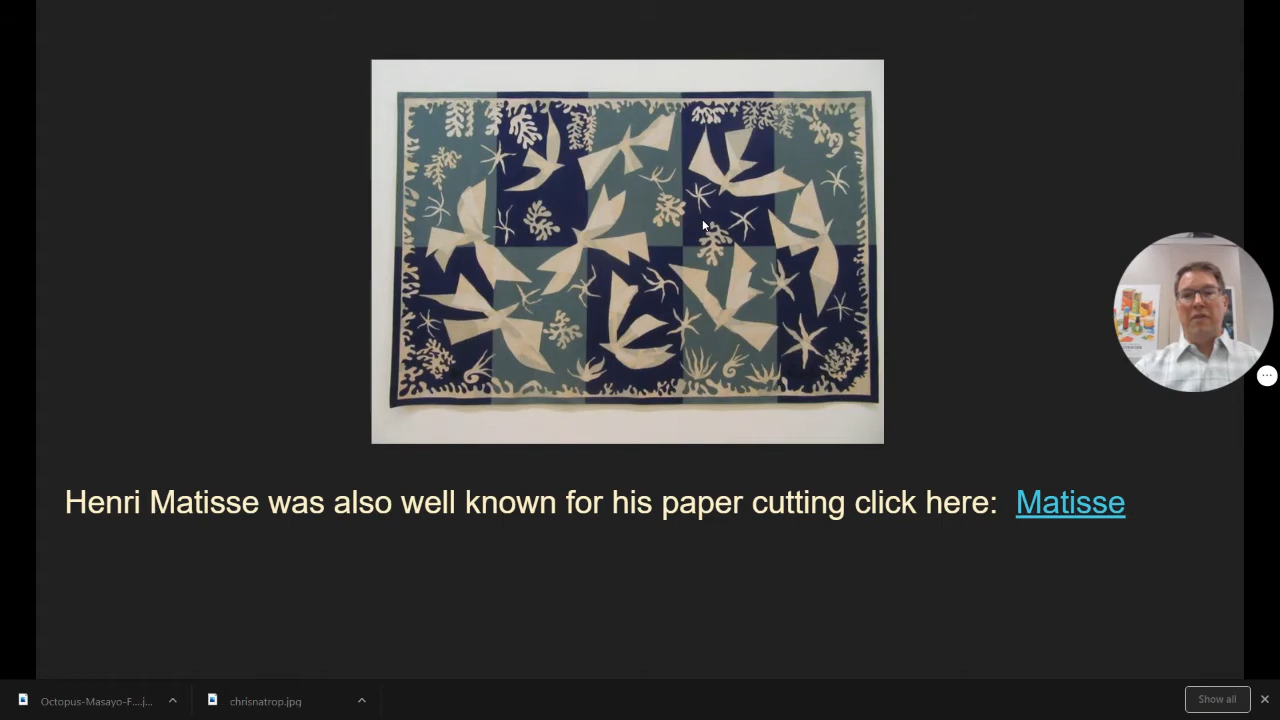 Henri Matisse was also well known for his paper cutting click here: Matisse
Octopus-Masayo-F....j...
chrisnatrop.jpg
Show all